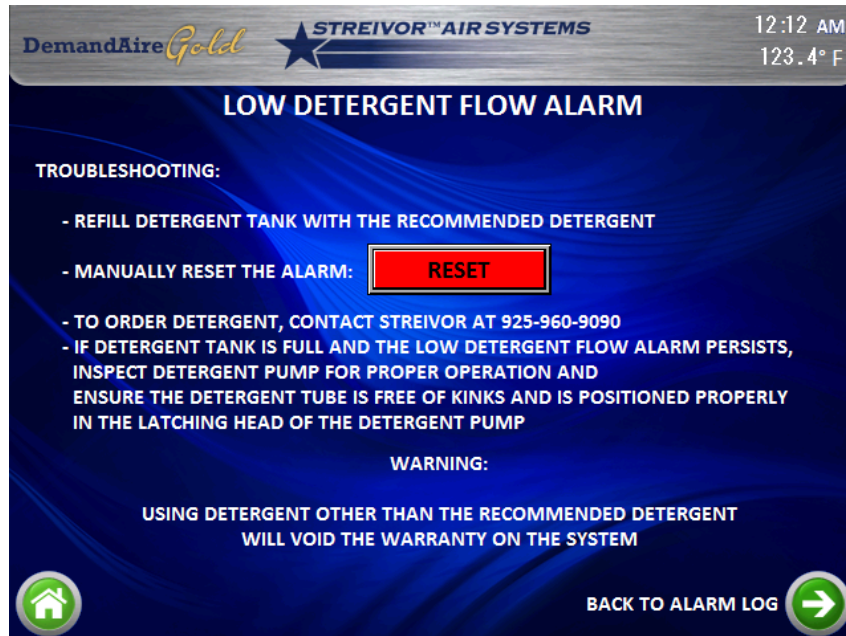 DemandAire Gold
STREIVOR™ AIR SYSTEMS
12:12 AM
123.4° F
LOW DETERGENT FLOW ALARM
TROUBLESHOOTING:
- REFILL DETERGENT TANK WITH THE RECOMMENDED DETERGENT
- MANUALLY RESET THE ALARM: RESET
- TO ORDER DETERGENT, CONTACT STREIVOR AT 925-960-9090
- IF DETERGENT TANK IS FULL AND THE LOW DETERGENT FLOW ALARM PERSISTS,
INSPECT DETERGENT PUMP FOR PROPER OPERATION AND
ENSURE THE DETERGENT TUBE IS FREE OF KINKS AND IS POSITIONED PROPERLY
IN THE LATCHING HEAD OF THE DETERGENT PUMP
WARNING:
USING DETERGENT OTHER THAN THE RECOMMENDED DETERGENT
WILL VOID THE WARRANTY ON THE SYSTEM
BACK TO ALARM LOG